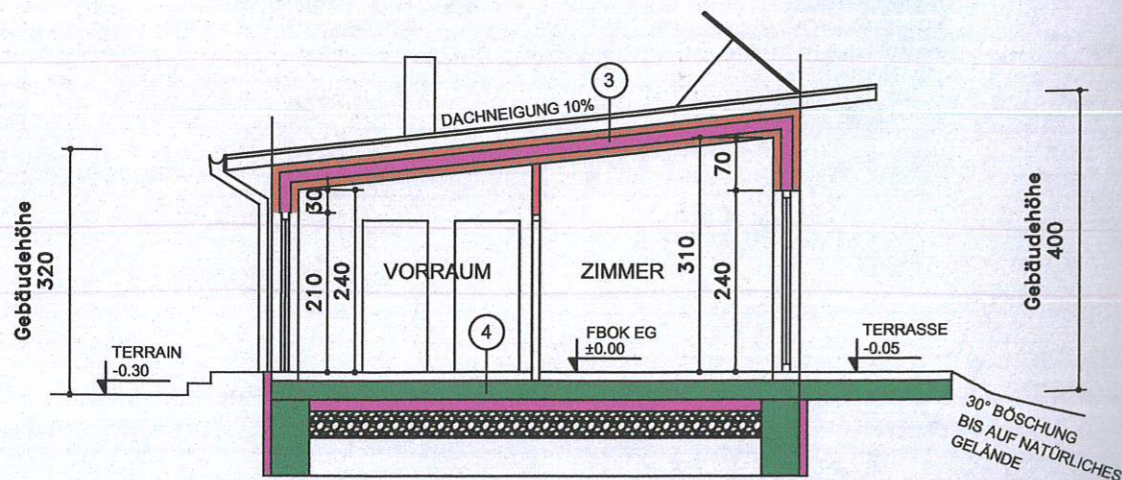 3
DACHNEIGUNG 10%
Gebäudehöhe
320
30
210
240
VORRAUM
ZIMMER
310
70
240
Gebäudehöhe
400
4
FBOK EG
±0.00
TERRAIN
-0.30
TERRASSE
-0.05
30° BÖSCHUNG
BIS AUF NATÜRLICHES
GELÄNDE